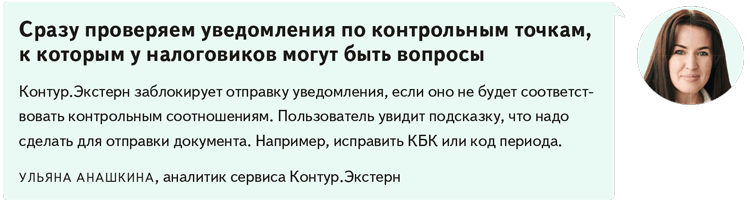 Сразу проверяем уведомления по контрольным точкам,
к которым у налоговиков могут быть вопросы
Контур.Экстерн заблокирует отправку уведомления, если оно не будет соответст-
вовать контрольным соотношениям. Пользователь увидит подсказку, что надо
сделать для отправки документа. Например, исправить КБК или код периода.
УЛЬЯНА АНАШКИНА, аналитик сервиса Контур.Экстерн